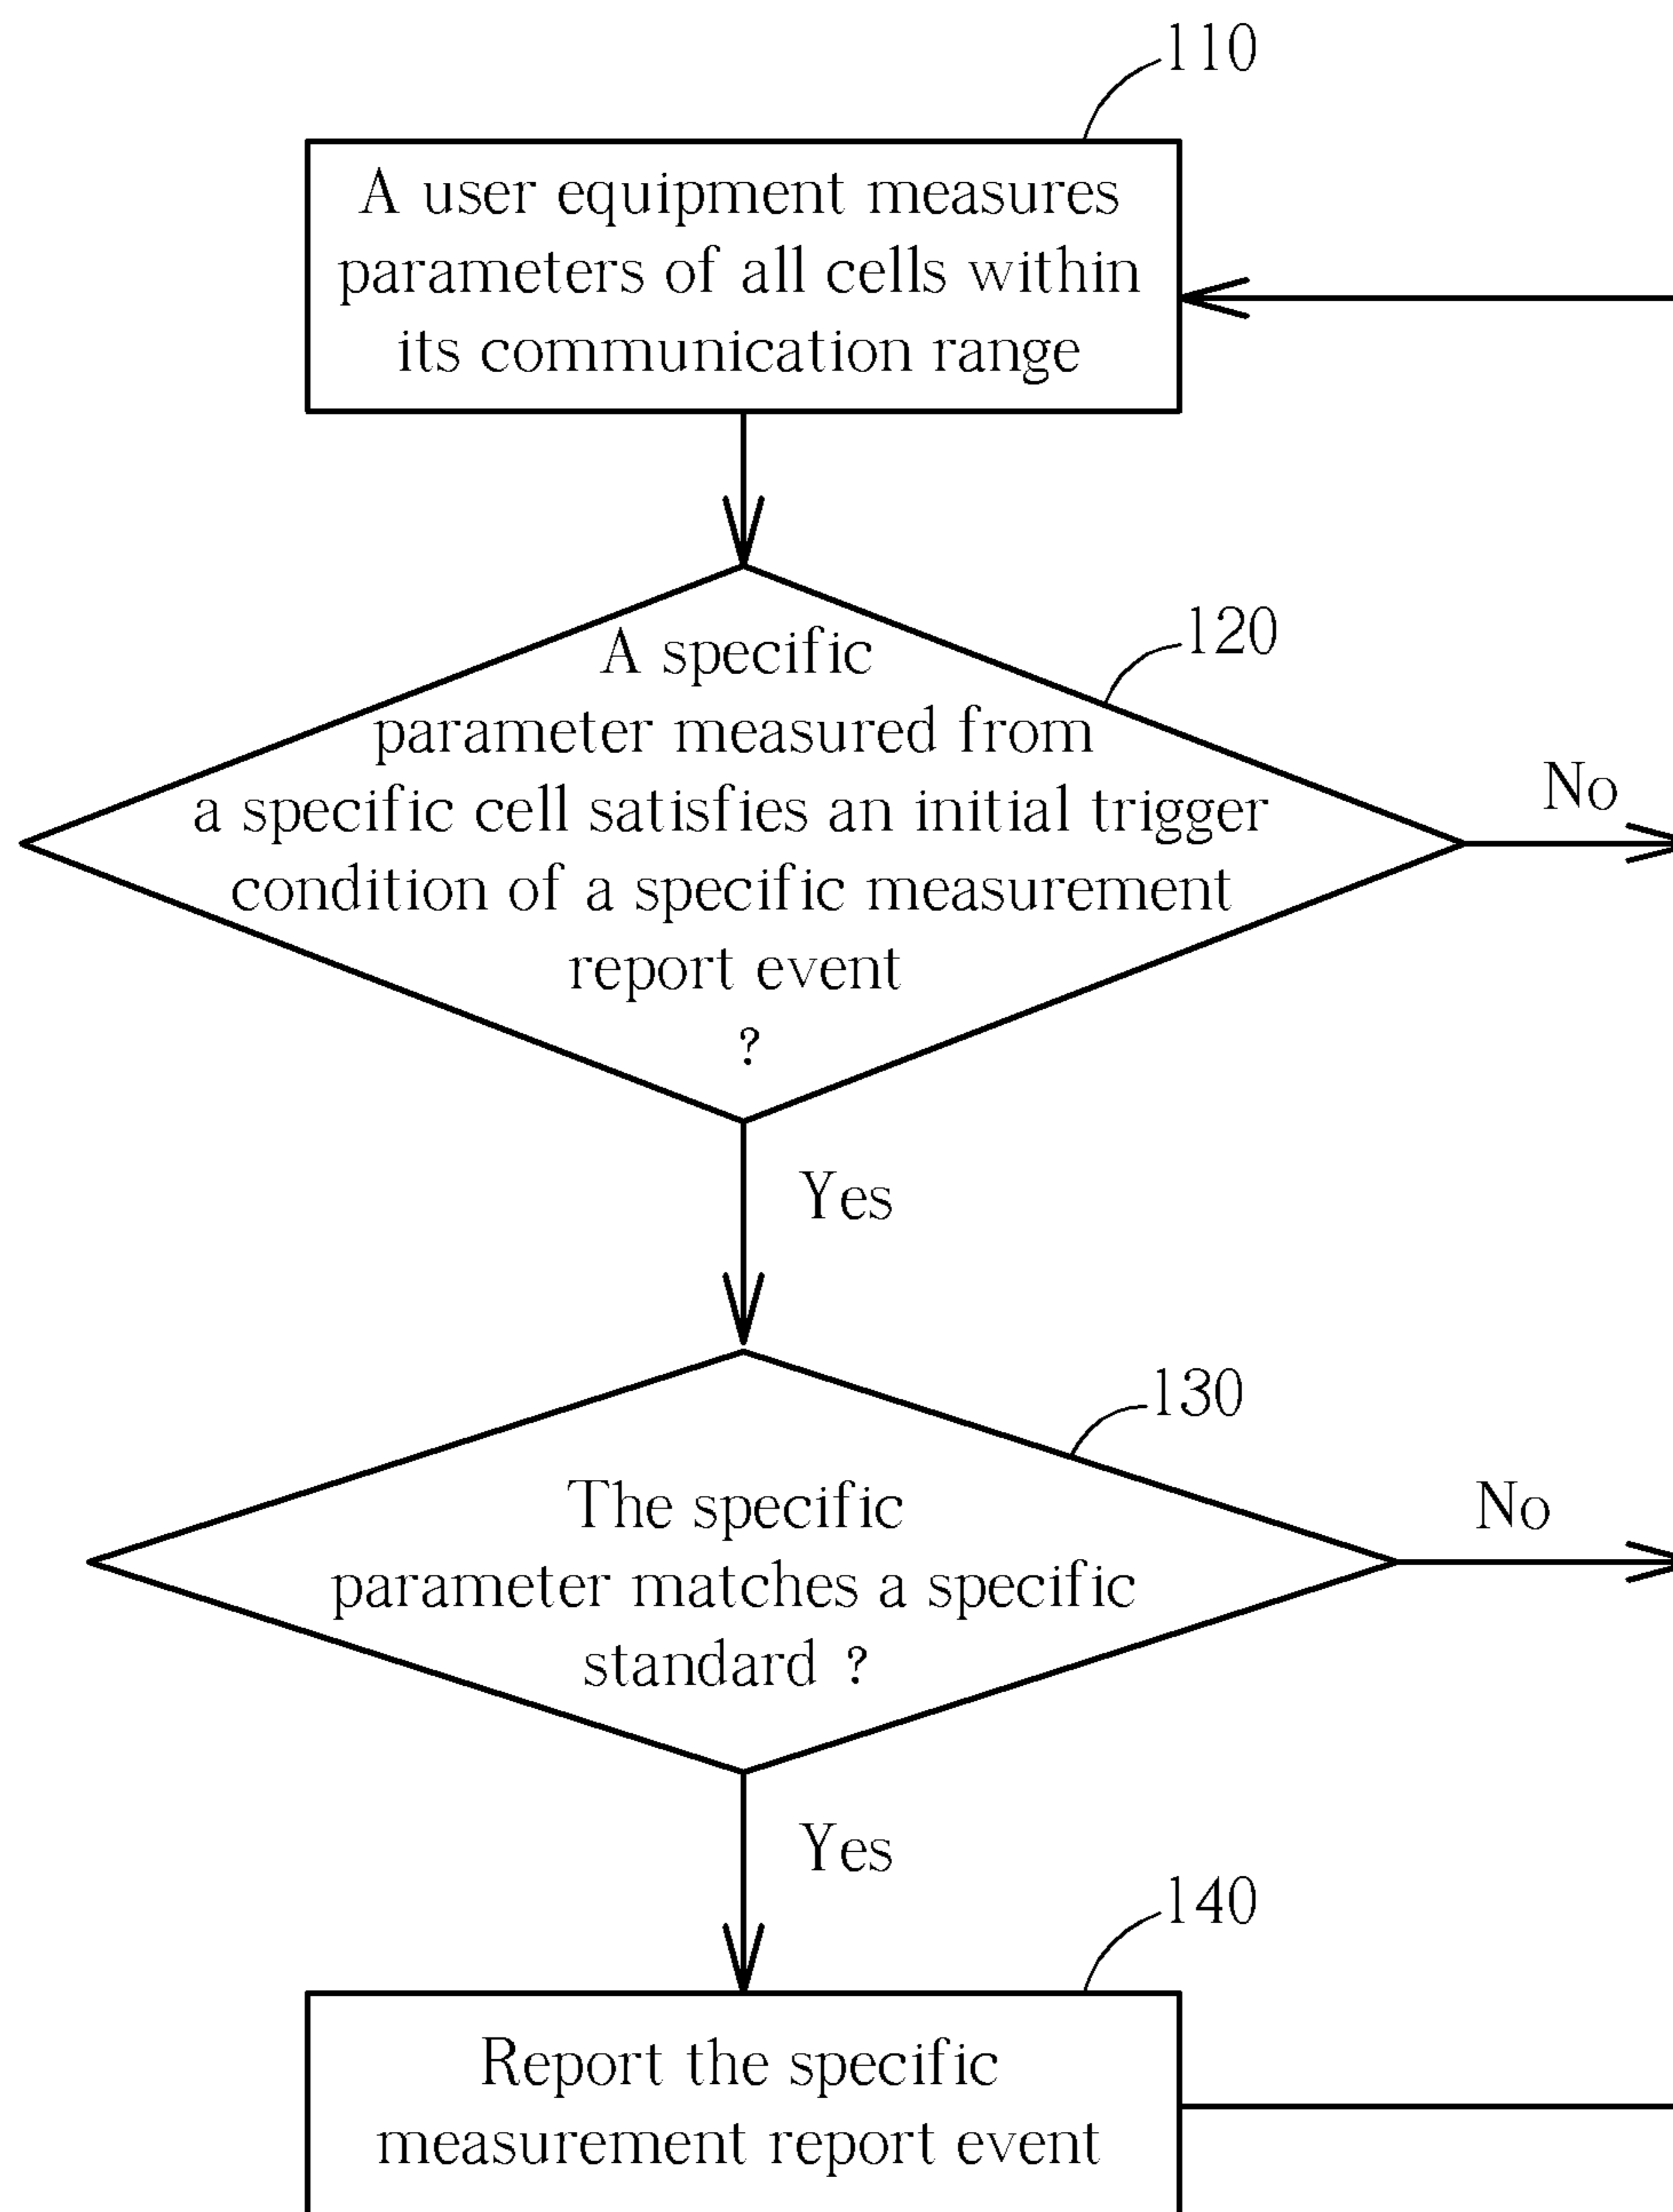 110
A user equipment measures
parameters of all cells within
its communication range
120
A specific
parameter measured from
a specific cell satisfies an initial trigger
condition of a specific measurement
report event
?
No
Yes
130
The specific
parameter matches a specific
standard ?
No
Yes
140
Report the specific
measurement report event